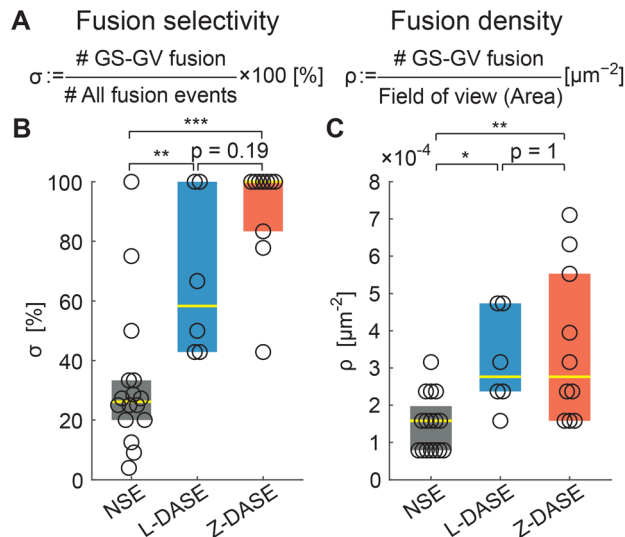 A
Fusion selectivity
Fusion density
σ := # GS-GV fusion / # All fusion events ×100 [%]
ρ := # GS-GV fusion / Field of view (Area) [μm⁻²]
B
***
**
p = 0.19
100
80
60
40
20
0
σ [%]
NSE
L-DASE
Z-DASE
C
**
*
p = 1
×10⁻⁴
8
7
6
5
4
3
2
1
0
ρ [μm⁻²]
NSE
L-DASE
Z-DASE